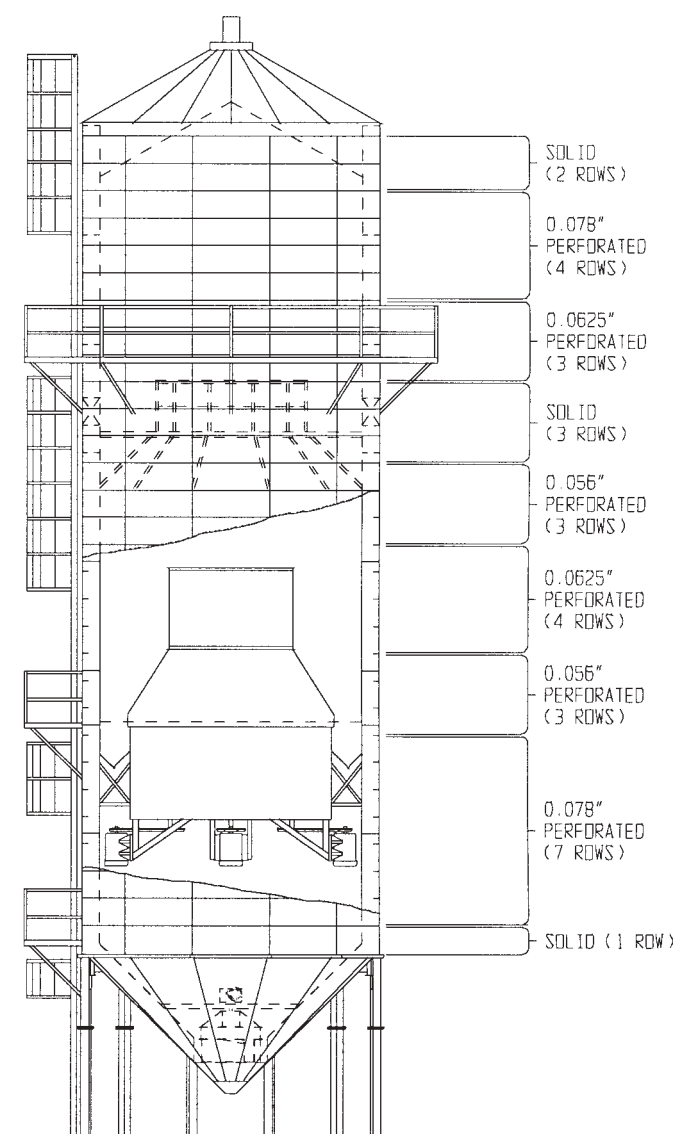 SOLID
(2 ROWS)
0.078"
PERFORATED
(4 ROWS)
0.0625"
PERFORATED
(3 ROWS)
SOLID
(3 ROWS)
0.056"
PERFORATED
(3 ROWS)
0.0625"
PERFORATED
(4 ROWS)
0.056"
PERFORATED
(3 ROWS)
0.078"
PERFORATED
(7 ROWS)
SOLID (1 ROW)